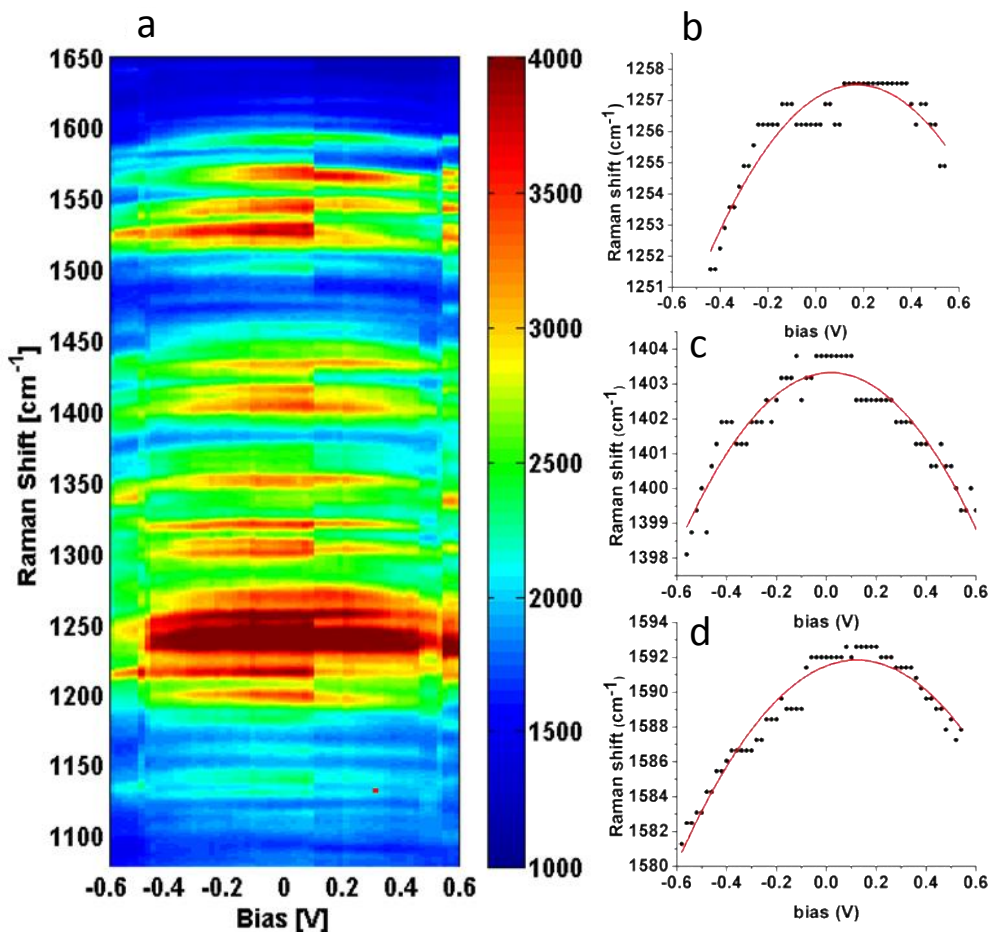 a
1650
1600
1550
1500
1450
1400
1350
1300
1250
1200
1150
1100
Raman Shift [cm-1]
-0.6 -0.4 -0.2 0 0.2 0.4 0.6
Bias [V]
4000
3500
3000
2500
2000
1500
1000
b
1258
1257
1256
1255
1254
1253
1252
1251
Raman shift (cm-1)
-0.6 -0.4 -0.2 0.0 0.2 0.4 0.6
bias (V)
c
1404
1403
1402
1401
1400
1399
1398
Raman shift (cm-1)
-0.6 -0.4 -0.2 0.0 0.2 0.4 0.6
bias (V)
d
1594
1592
1590
1588
1586
1584
1582
1580
Raman shift (cm-1)
-0.6 -0.4 -0.2 0.0 0.2 0.4 0.6
bias (V)